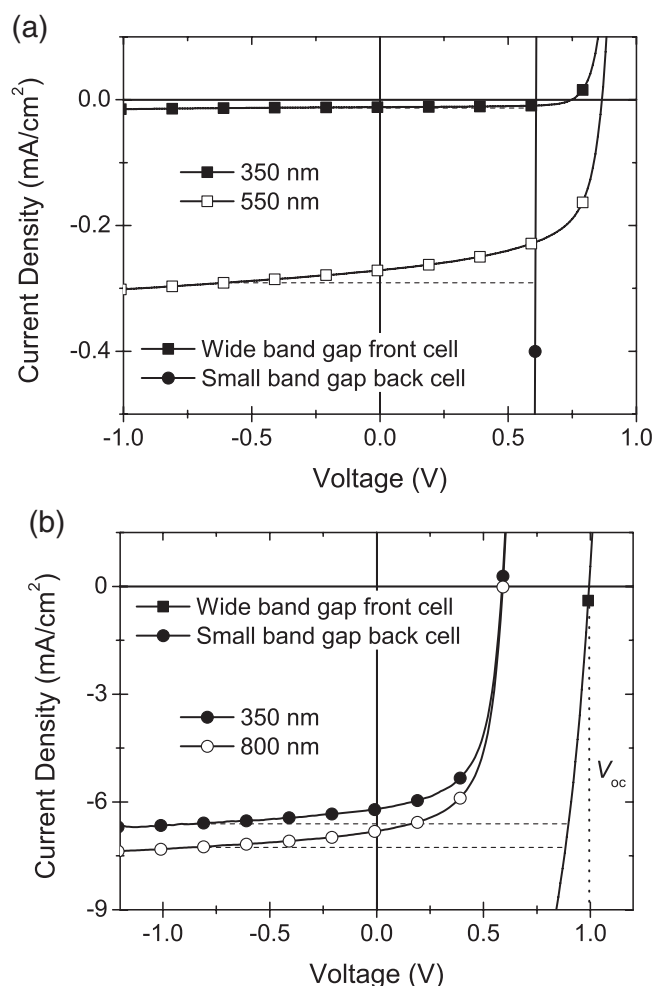 (a)
0.0
-0.2
-0.4
Current Density (mA/cm²)
350 nm
550 nm
Wide band gap front cell
Small band gap back cell
-1.0 -0.5 0.0 0.5 1.0
Voltage (V)
(b)
0
-3
-6
-9
Current Density (mA/cm²)
Wide band gap front cell
Small band gap back cell
350 nm
800 nm
Voc
-1.0 -0.5 0.0 0.5 1.0
Voltage (V)